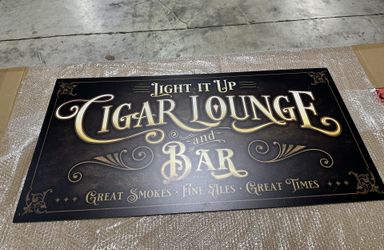 Light it Up
Cigar Lounge
and
Bar
Great Smokes · Fine Ales · Great Times